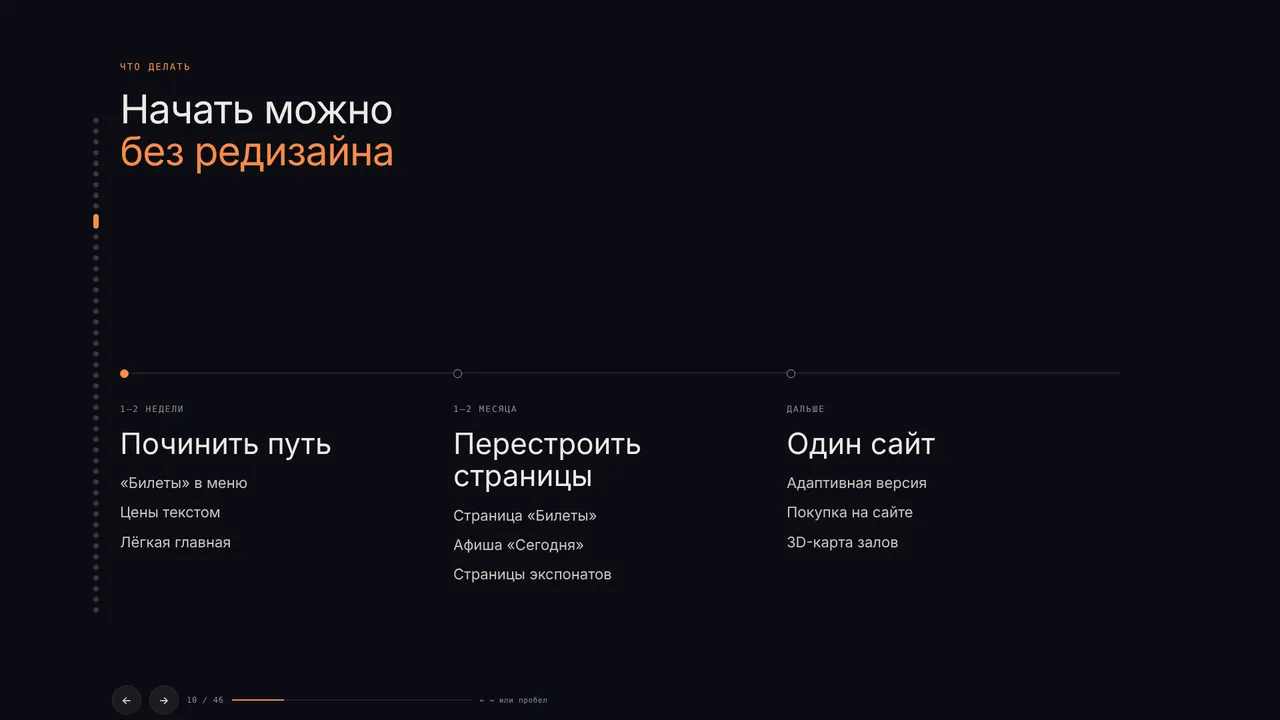 ЧТО ДЕЛАТЬ
Начать можно
без редизайна
1–2 НЕДЕЛИ
Починить путь
«Билеты» в меню
Цены текстом
Лёгкая главная
1–2 МЕСЯЦА
Перестроить
страницы
Страница «Билеты»
Афиша «Сегодня»
Страницы экспонатов
ДАЛЬШЕ
Один сайт
Адаптивная версия
Покупка на сайте
3D-карта залов
← → 10 / 46 ← → или пробел